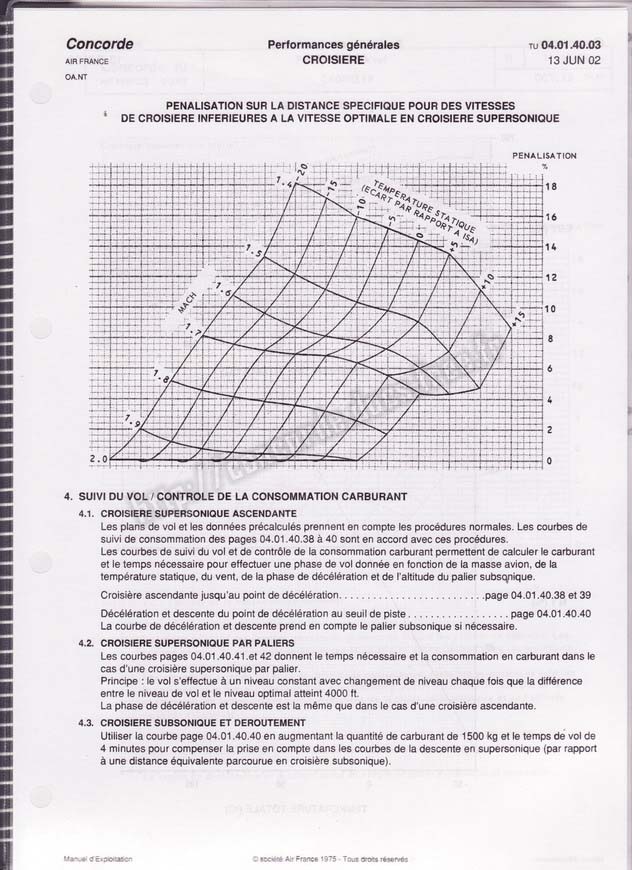 Concorde
AIR FRANCE
OA.NT
Performances générales
CROISIERE
TU 04.01.40.03
13 JUN 02
PENALISATION SUR LA DISTANCE SPECIFIQUE POUR DES VITESSES
DE CROISIERE INFERIEURES A LA VITESSE OPTIMALE EN CROISIERE SUPERSONIQUE
PENALISATION
%
18
16
14
12
10
8
6
4
2
0
-20
-15
-10
-5
0
+5
+10
+15
TEMPERATURE STATIQUE
(ECART PAR RAPPORT A ISA)
MACH
1.4
1.5
1.6
1.7
1.8
1.9
2.0
4. SUIVI DU VOL / CONTROLE DE LA CONSOMMATION CARBURANT
4.1. CROISIERE SUPERSONIQUE ASCENDANTE
Les plans de vol et les données précalculés prennent en compte les procédures normales. Les courbes de
suivi de consommation des pages 04.01.40.38 à 40 sont en accord avec ces procédures.
Les courbes de suivi du vol et de contrôle de la consommation carburant permettent de calculer le carburant
et le temps nécessaire pour effectuer une phase de vol donnée en fonction de la masse avion, de la
température statique, du vent, de la phase de décélération et de l'altitude du palier subsonique.
Croisière ascendante jusqu'au point de décélération. . . . . . . . . . . . . . . . . . . . . . . . . .page 04.01.40.38 et 39
Décélération et descente du point de décélération au seuil de piste . . . . . . . . . . . . . . . . . . page 04.01.40.40
La courbe de décélération et descente prend en compte le palier subsonique si nécessaire.
4.2. CROISIERE SUPERSONIQUE PAR PALIERS
Les courbes pages 04.01.40.41.et 42 donnent le temps nécessaire et la consommation en carburant dans le
cas d'une croisière supersonique par palier.
Principe : le vol s'effectue à un niveau constant avec changement de niveau chaque fois que la différence
entre le niveau de vol et le niveau optimal atteint 4000 ft.
La phase de décélération et descente est la même que dans le cas d'une croisière ascendante.
4.3. CROISIERE SUBSONIQUE ET DEROUTEMENT
Utiliser la courbe page 04.01.40.40 en augmentant la quantité de carburant de 1500 kg et le temps de vol de
4 minutes pour compenser la prise en compte dans les courbes de la descente en supersonique (par rapport
à une distance équivalente parcourue en croisière subsonique).
Manuel d'Exploitation
© société Air France 1975 - Tous droits réservés